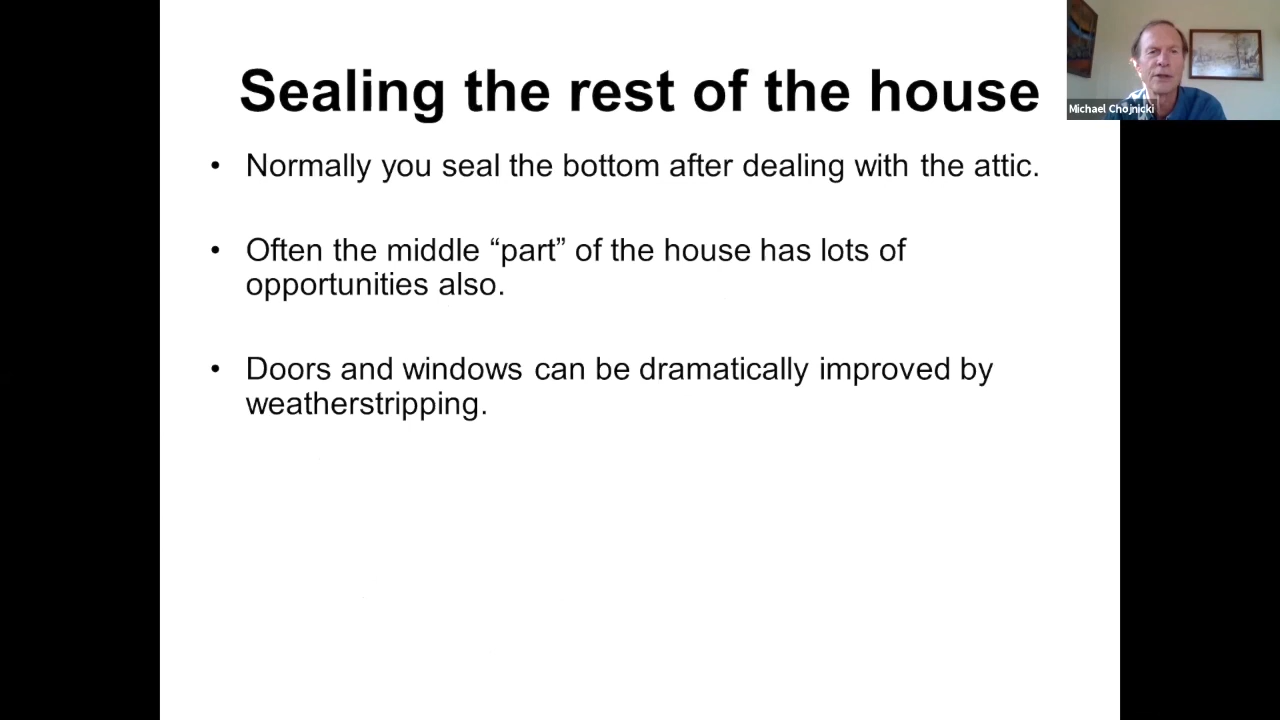 Sealing the rest of the house
Michael Chojnicki
• Normally you seal the bottom after dealing with the attic.
• Often the middle “part” of the house has lots of
opportunities also.
• Doors and windows can be dramatically improved by
weatherstripping.